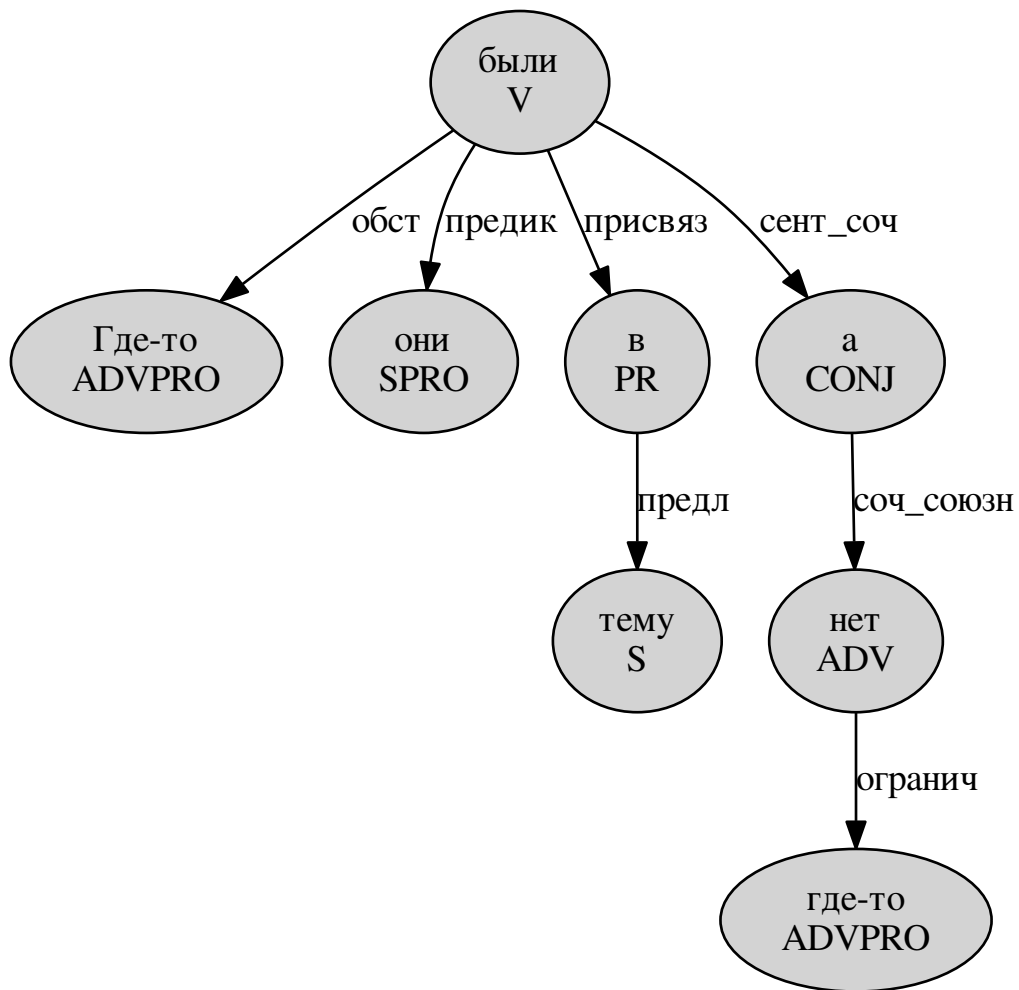 были
V
обст
предик
присвяз
сент_соч
Где-то
ADVPRO
они
SPRO
в
PR
а
CONJ
предл
соч_союзн
тему
S
нет
ADV
огранич
где-то
ADVPRO